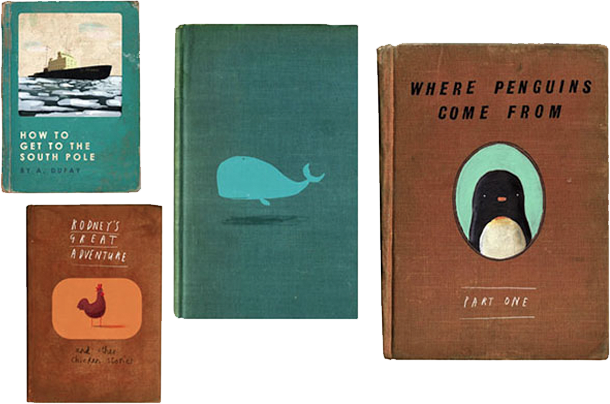 HOW TO
GET TO THE
SOUTH POLE
BY A. DUFAY
RODNEY'S
GREAT
ADVENTURE
and other
chicken stories
WHERE PENGUINS
COME FROM
PART ONE